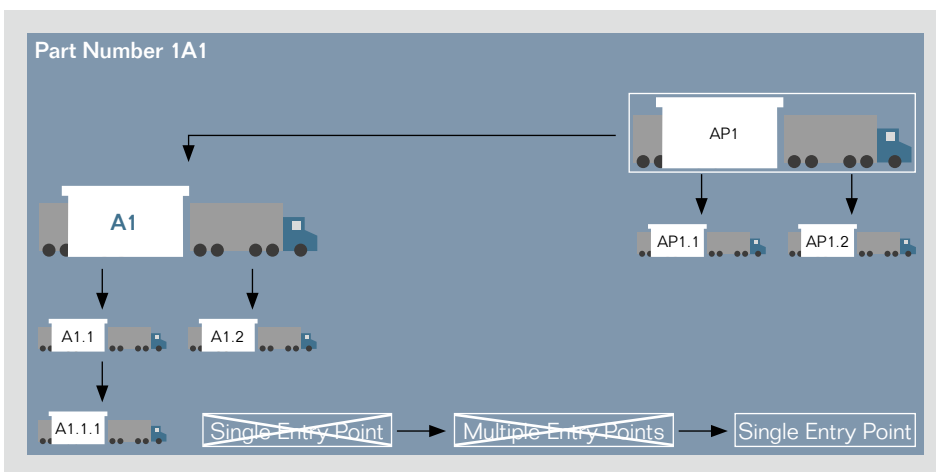 Part Number 1A1
AP1
A1
AP1.1
AP1.2
A1.1
A1.2
A1.1.1
Single Entry Point
Multiple Entry Points
Single Entry Point